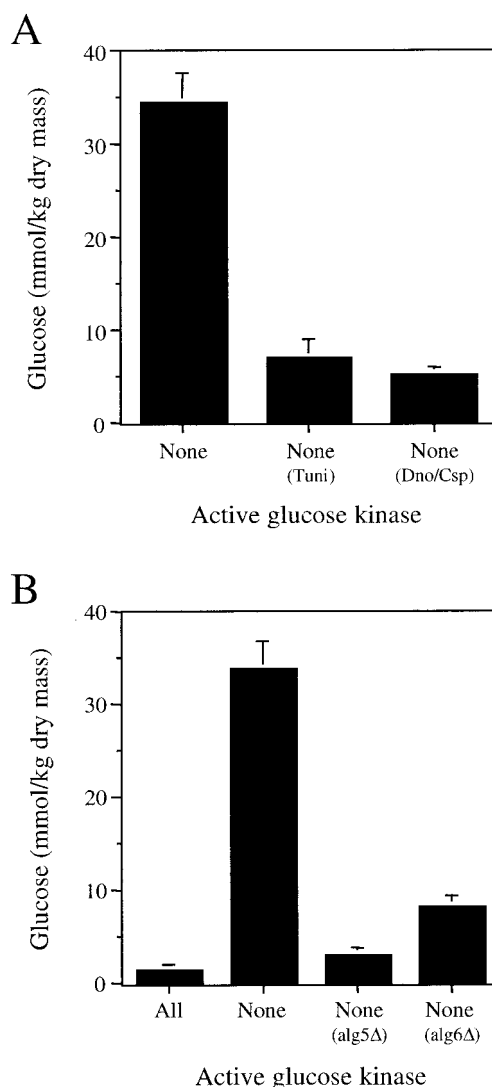 A
Glucose (mmol/kg dry mass)
40
30
20
10
0
None None None
(Tuni) (Dno/Csp)
Active glucose kinase
B
Glucose (mmol/kg dry mass)
40
30
20
10
0
All None None None
(alg5Δ) (alg6Δ)
Active glucose kinase